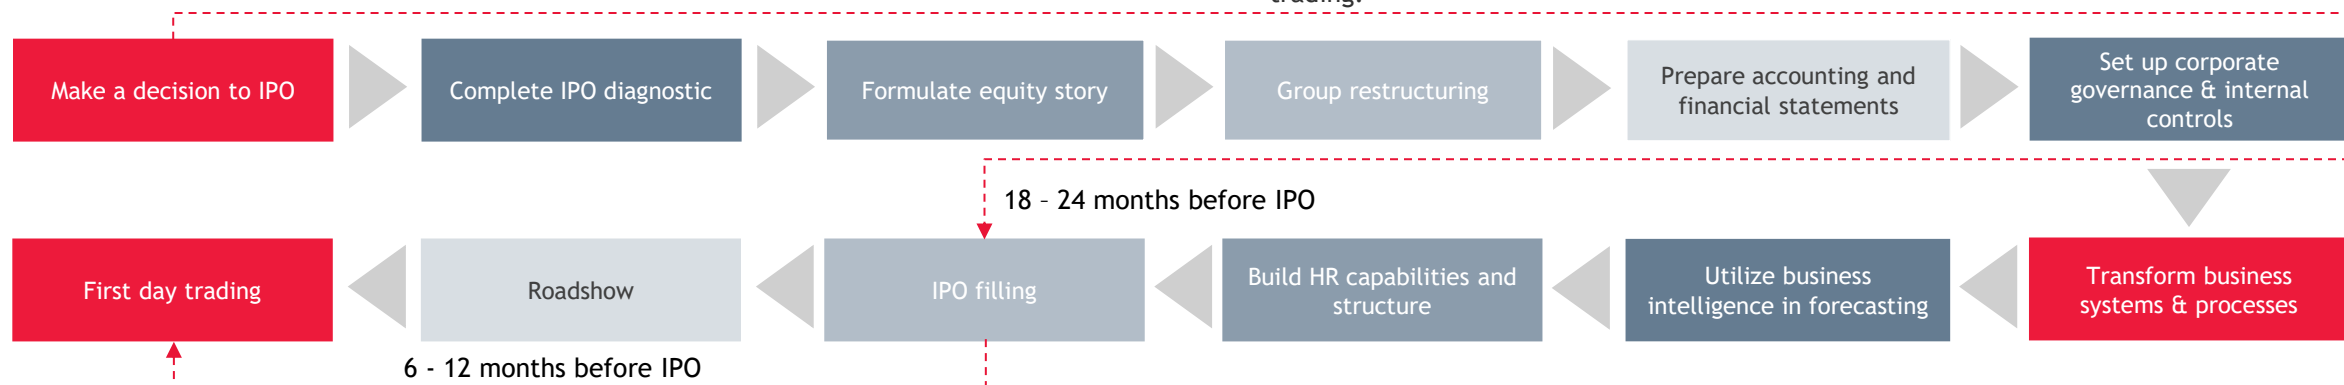 trading.
Make a decision to IPO
Complete IPO diagnostic
Formulate equity story
Group restructuring
Prepare accounting and
financial statements
Set up corporate
governance & internal
controls
18 – 24 months before IPO
First day trading
Roadshow
IPO filling
Build HR capabilities and
structure
Utilize business
intelligence in forecasting
Transform business
systems & processes
6 - 12 months before IPO